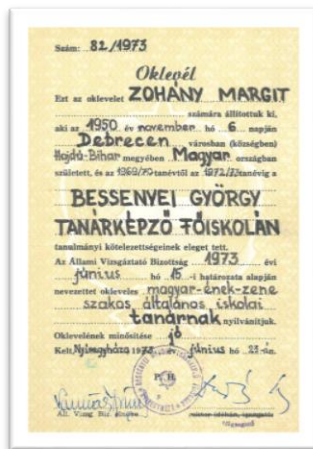 Szám: 82/1973
Oklevél
Ezt az oklevelet ZOHÁNY MARGIT
számára állítottuk ki,
aki az 1950 év november hó 6 napján
Debrecen városban (községben)
Hajdú-Bihar megyében Magyar országban
született, és az 1969/70 tanévtől az 1972/73 tanévig a
BESSENYEI GYÖRGY
TANÁRKÉPZŐ FŐISKOLÁN
tanulmányi kötelezettségeinek eleget tett.
Az Állami Vizsgáztató Bizottság 1973 évi
június hó 15 -i határozata alapján
nevezettet okleveles magyar-ének-zene
szakos általános iskolai
tanárnak nyilvánítjuk.
Oklevelének minősítése jó
Kelt, Nyíregyháza 1973 június hó 23-án.
P. H.
Áll. Vizsg. Biz. elnöke
főigazgató